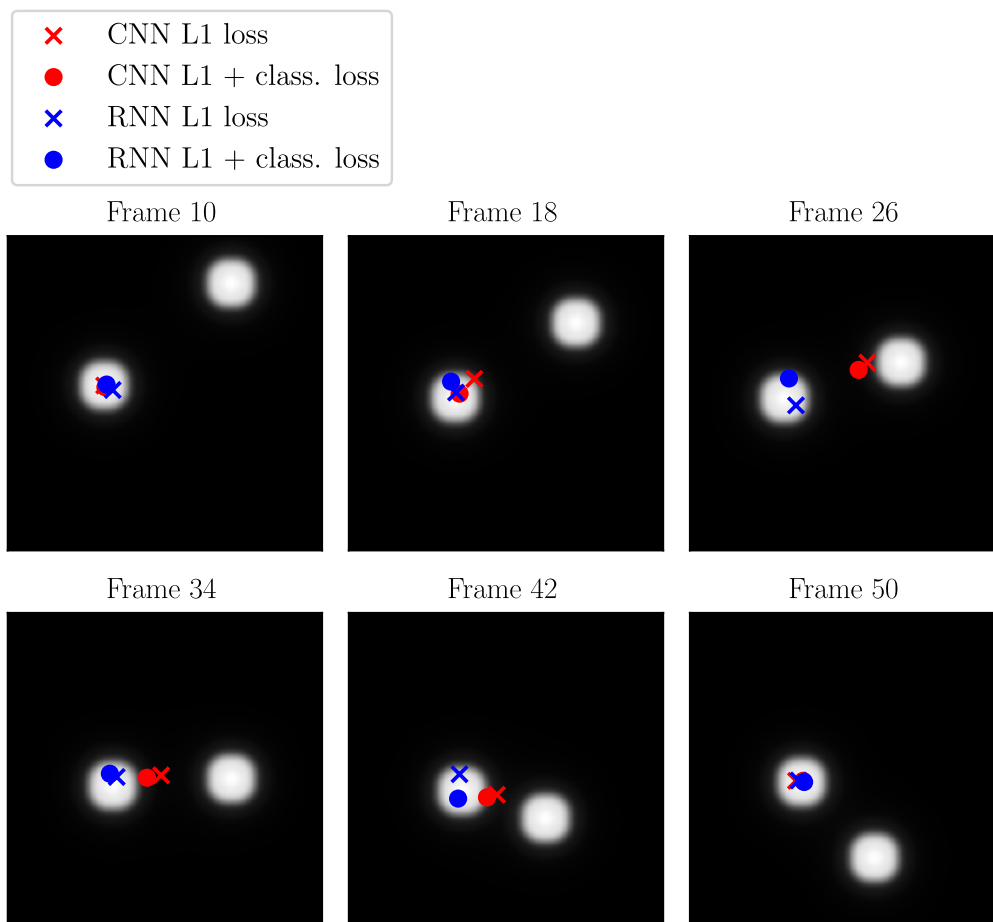 CNN L1 loss
CNN L1 + class. loss
RNN L1 loss
RNN L1 + class. loss
Frame 10
Frame 18
Frame 26
Frame 34
Frame 42
Frame 50